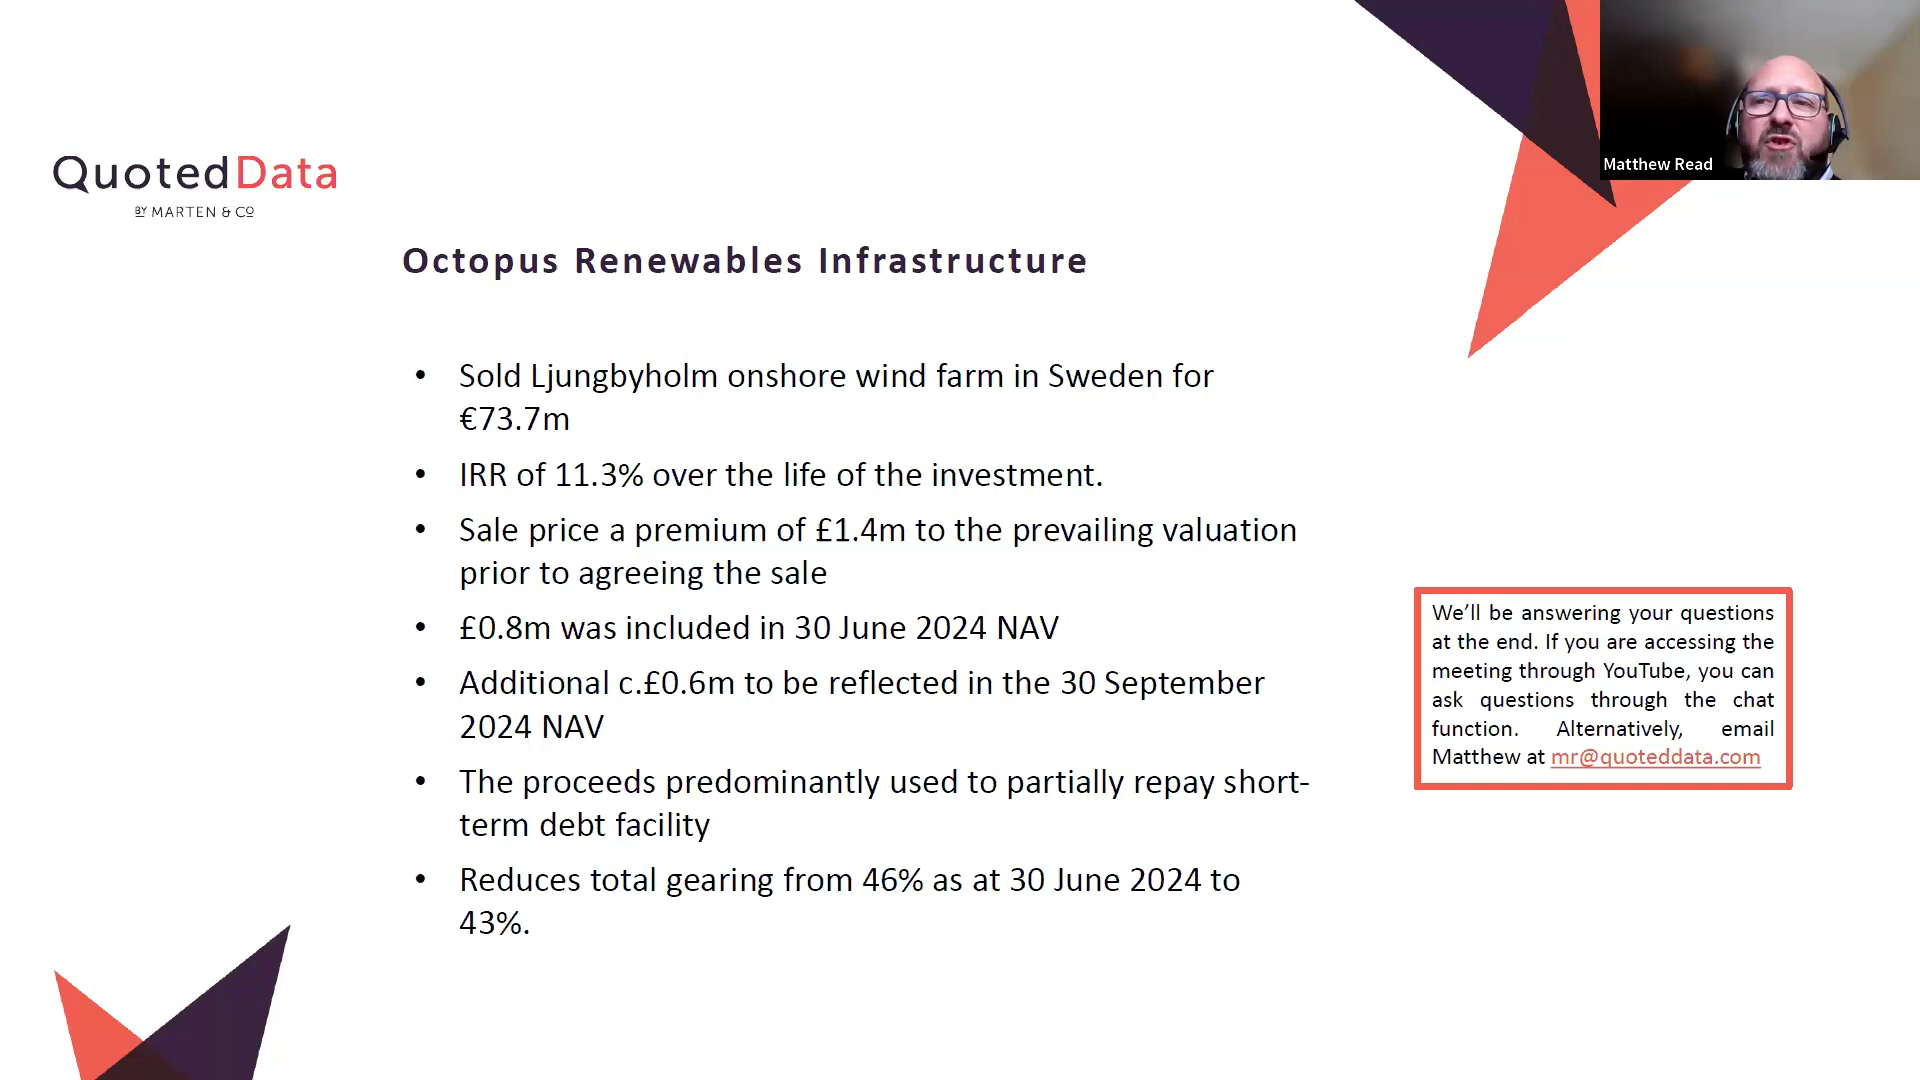 Matthew Read
QuotedData
BY MARTEN & CO
Octopus Renewables Infrastructure
• Sold Ljungbyholm onshore wind farm in Sweden for
€73.7m
• IRR of 11.3% over the life of the investment.
• Sale price a premium of £1.4m to the prevailing valuation
prior to agreeing the sale
• £0.8m was included in 30 June 2024 NAV
• Additional c.£0.6m to be reflected in the 30 September
2024 NAV
• The proceeds predominantly used to partially repay short-
term debt facility
• Reduces total gearing from 46% as at 30 June 2024 to
43%.
We’ll be answering your questions
at the end. If you are accessing the
meeting through YouTube, you can
ask questions through the chat
function. Alternatively, email
Matthew at mr@quoteddata.com